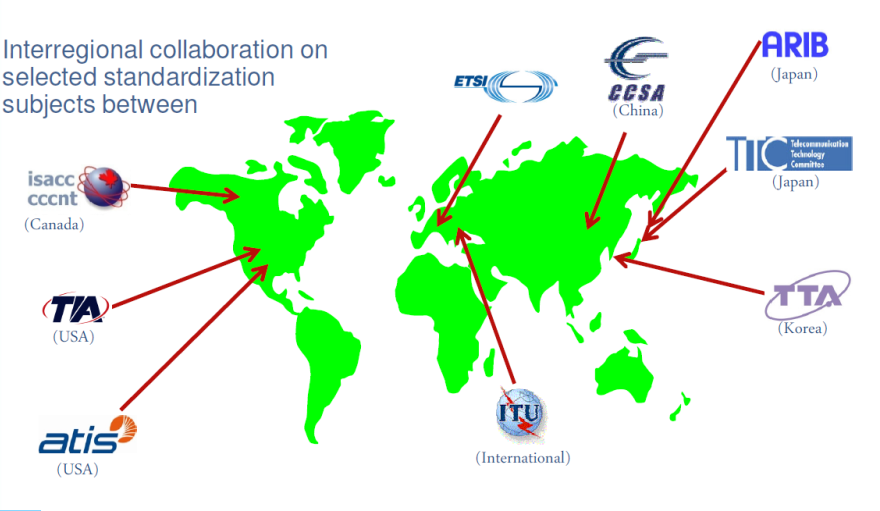 Interregional collaboration on
selected standardization
subjects between
ETSI
CCSA
(China)
ARIB
(Japan)
TTC Telecommunication
Technology
Committee
(Japan)
isacc
cccnt
(Canada)
TIA
(USA)
TTA
(Korea)
atis
(USA)
ITU
(International)